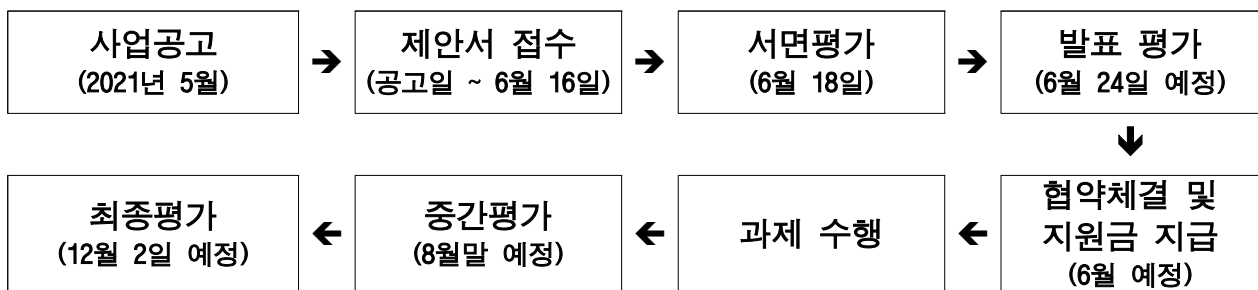 사업공고
(2021년 5월)
제안서 접수
(공고일 ~ 6월 16일)
서면평가
(6월 18일)
발표 평가
(6월 24일 예정)
협약체결 및
지원금 지급
(6월 예정)
과제 수행
중간평가
(8월말 예정)
최종평가
(12월 2일 예정)